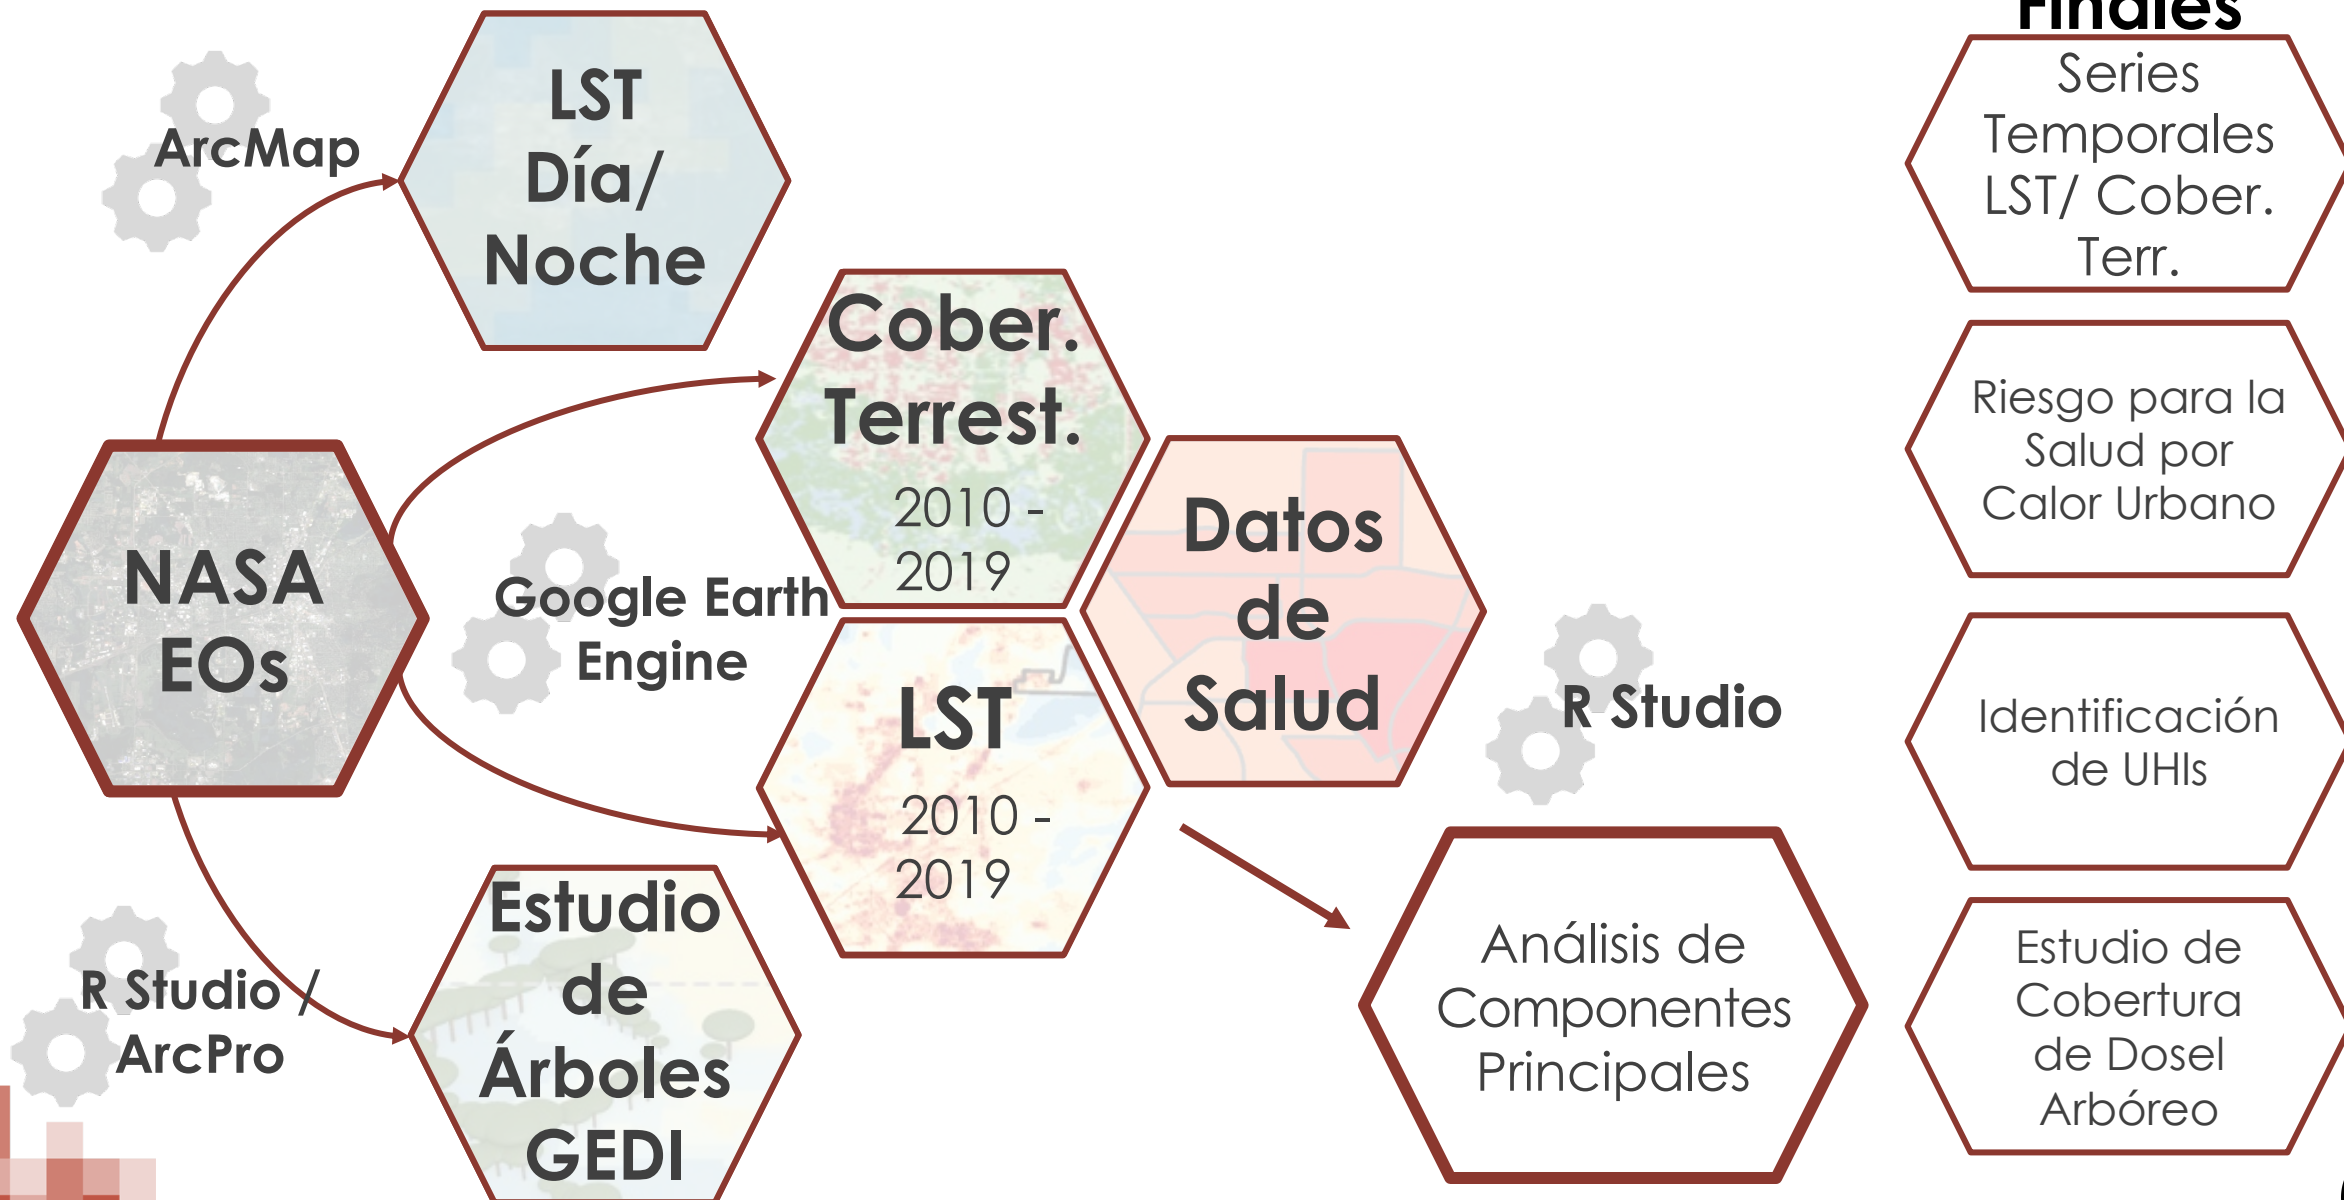 ArcMap
LST
Día/
Noche
Cober.
Terrest.
2010 -
2019
NASA
EOs
Google Earth
Engine
LST
2010 -
2019
Datos
de
Salud
R Studio /
ArcPro
Estudio
de
Árboles
GEDI
R Studio
Análisis de
Componentes
Principales
Finales
Series
Temporales
LST/ Cober.
Terr.
Riesgo para la
Salud por
Calor Urbano
Identificación
de UHIs
Estudio de
Cobertura
de Dosel
Arbóreo